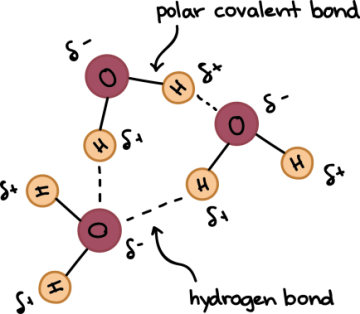 polar covalent bond
δ-
O
H
δ+
O
δ-
H
δ+
H
δ+
H
δ+
H
δ+
O
δ-
H
δ+
hydrogen bond